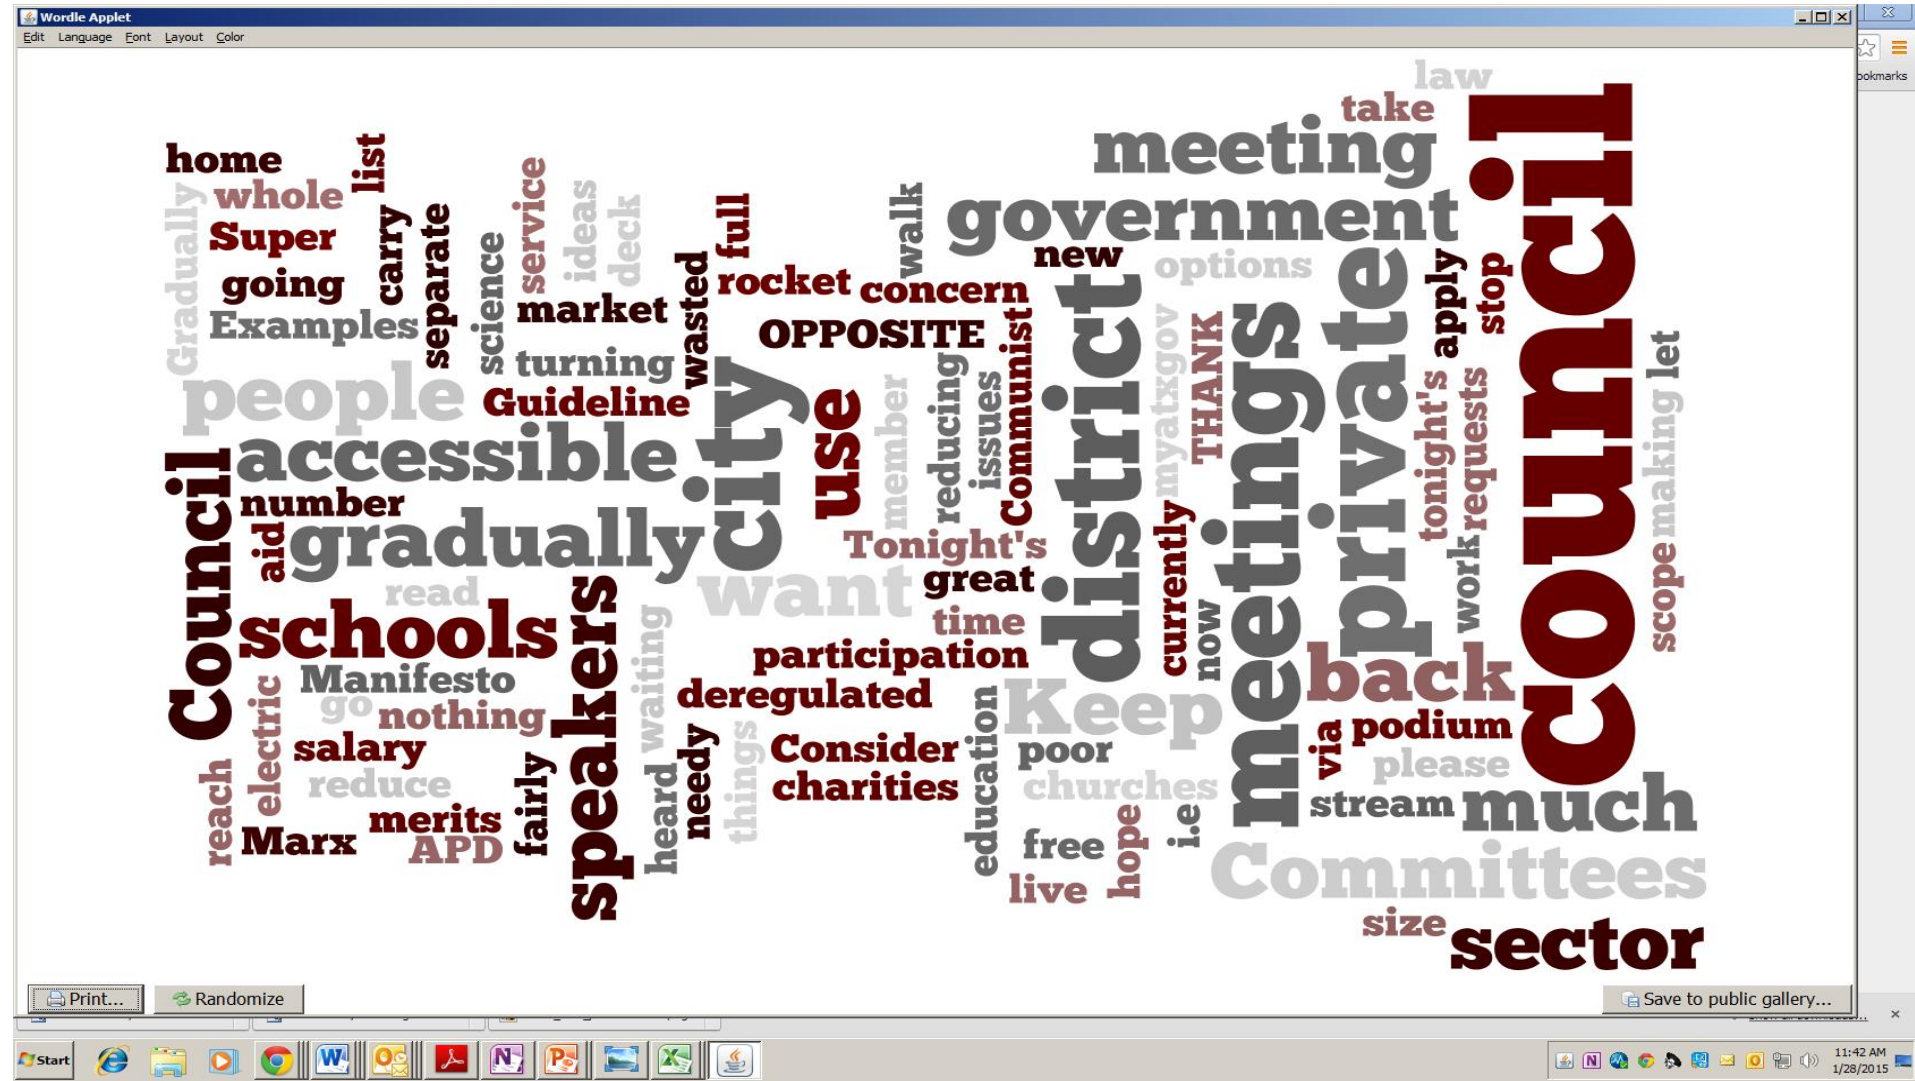 Wordle Applet
Edit Language Font Layout Color
ookmarks
law
take
council
meeting
home
list
whole
Gradually
service
ideas
deck
full
walk
government
Super
carry
separate
science
new
options
going
wasted
rocket
concern
apply
stop
Examples
market
OPPOSITE
Communist
district
myatxgov
THANK
meetings
private
let
turning
people
Guideline
city
use
member
reducing
issues
tonight's
requests
making
accessible
Council
number
aid
gradually
Tonight's
currently
work
scope
read
want
great
now
schools
speakers
waiting
time
participation
back
Manifesto
electric
go
nothing
deregulated
education
Keep
via
podium
salary
heard
needy
things
Consider
poor
please
reach
reduce
fairly
charities
churches
stream
much
merits
Marx
APD
free
hope
i.e
Committees
live
size
sector
Print...
Randomize
Save to public gallery...
Start
11:42 AM
1/28/2015